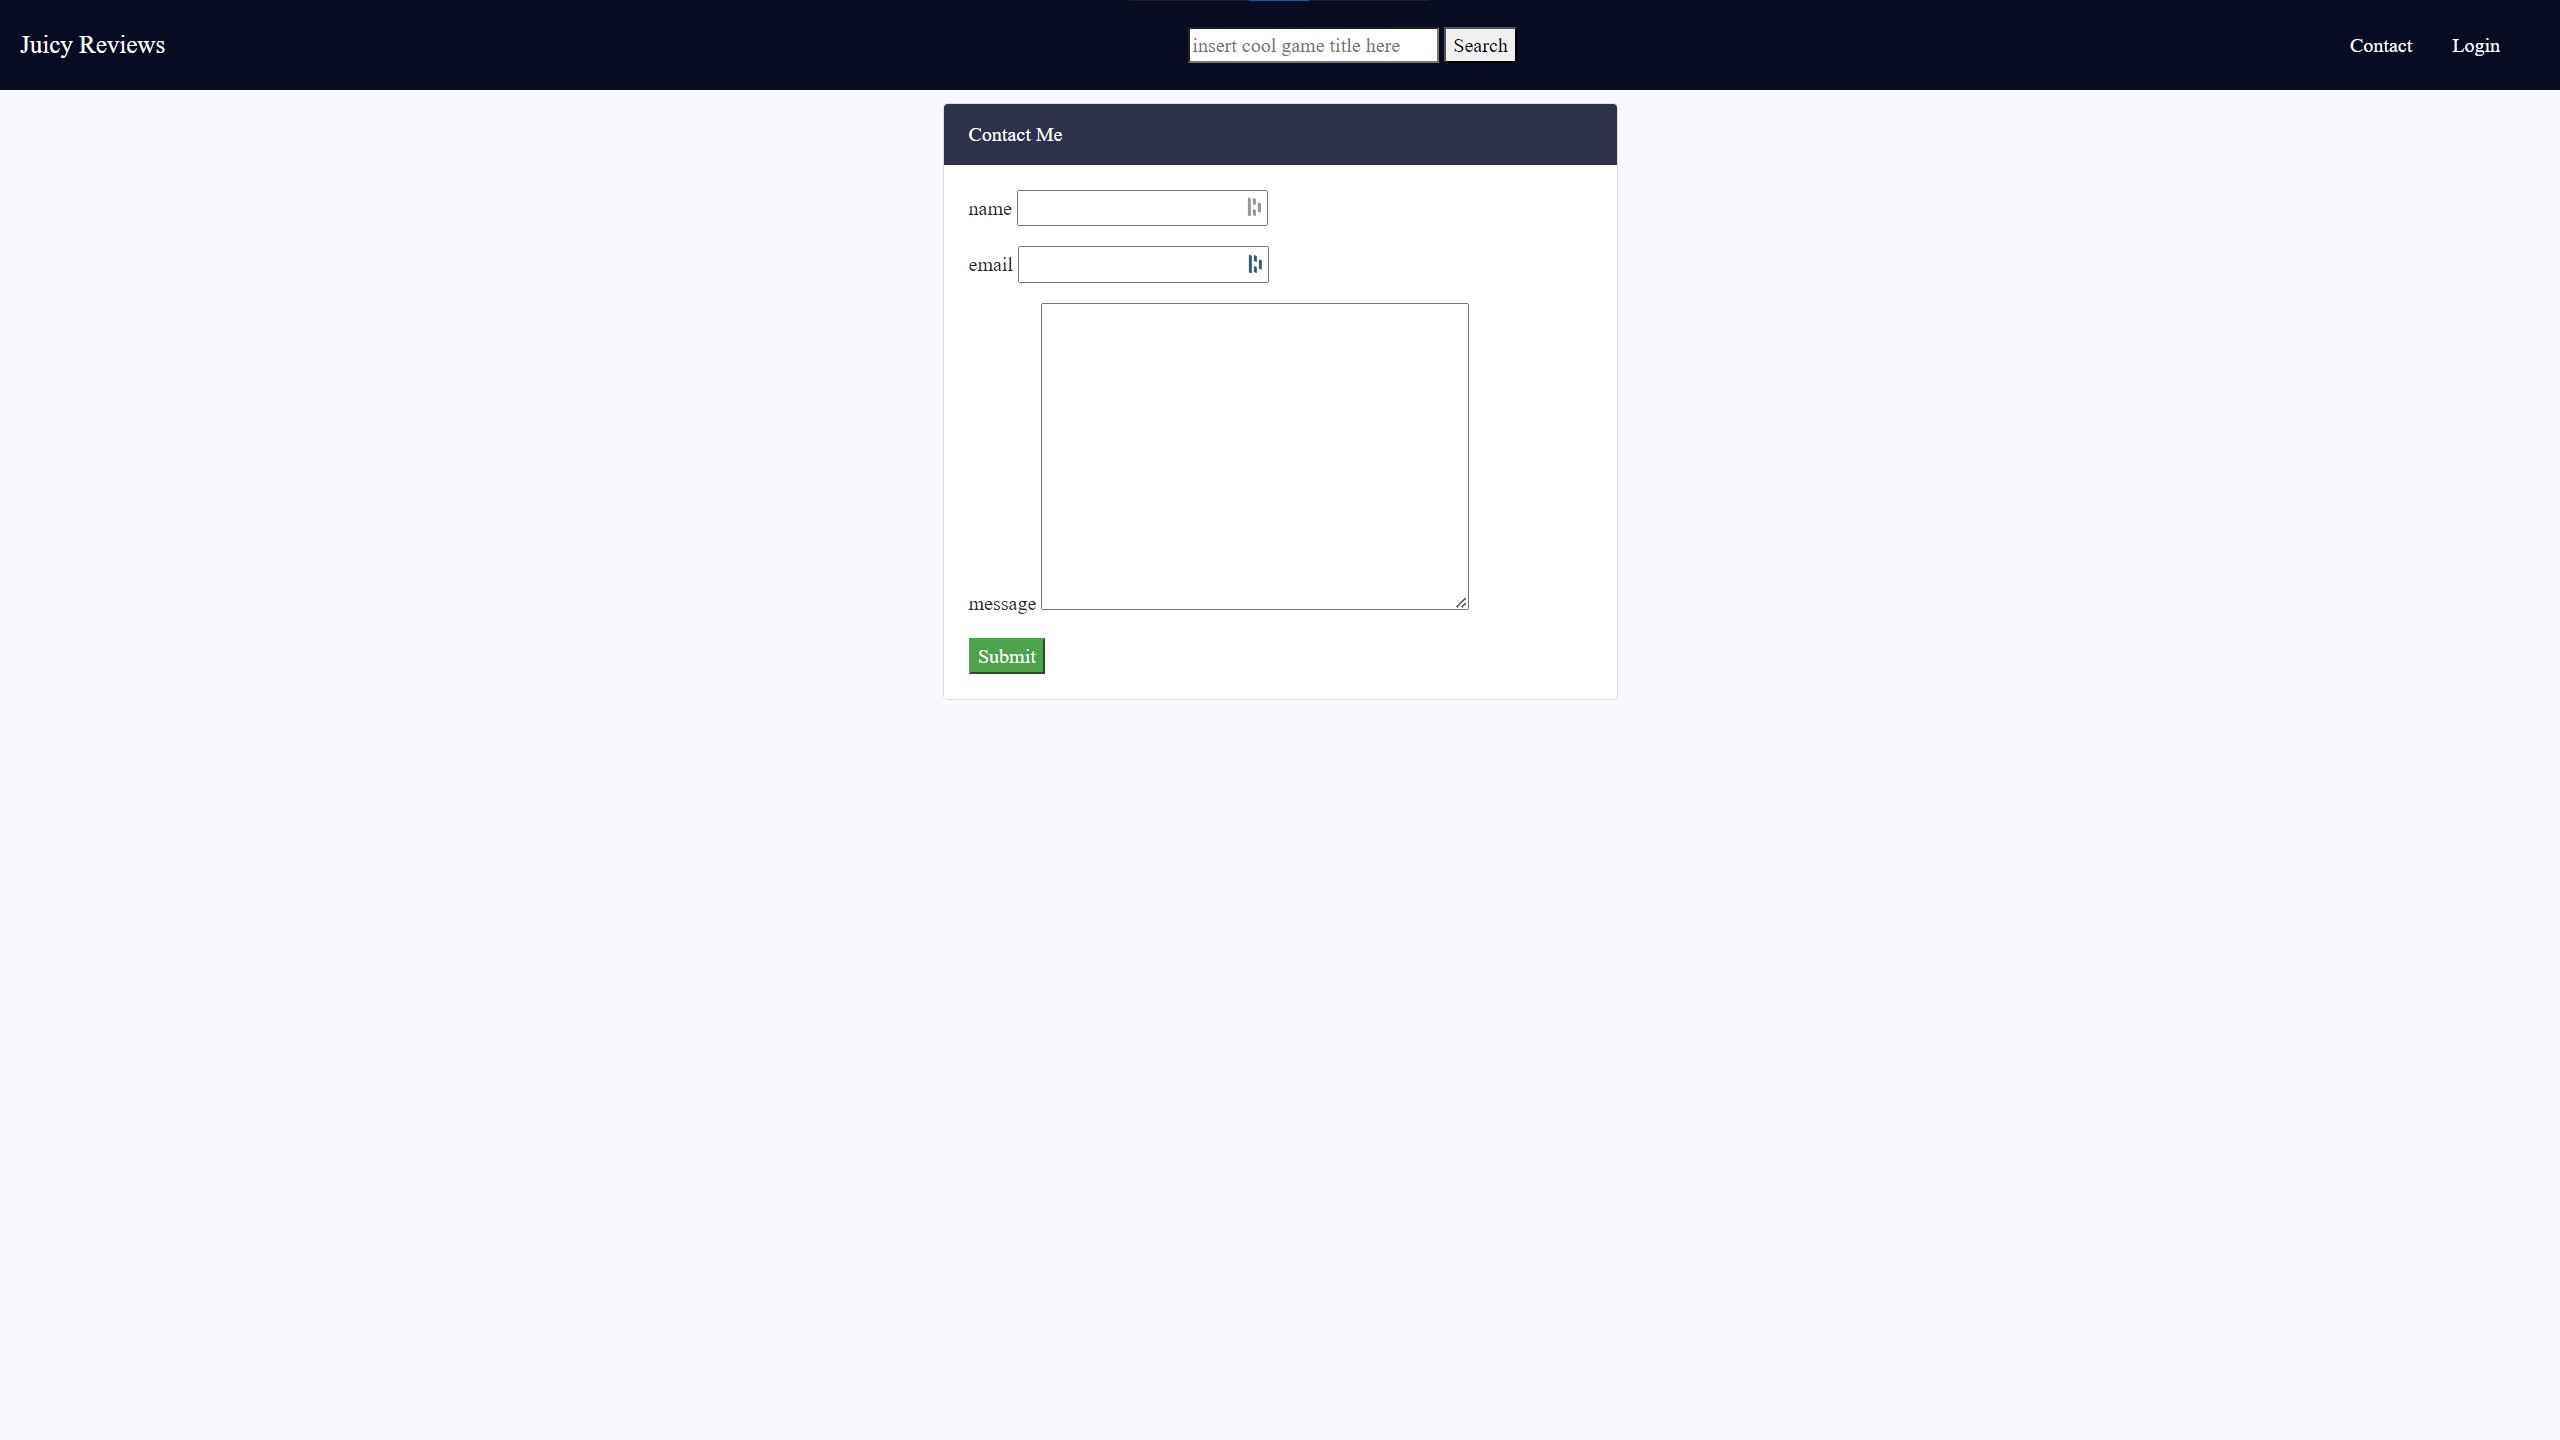 Juicy Reviews
insert cool game title here
Search
Contact
Login
Contact Me
name
email
message
Submit